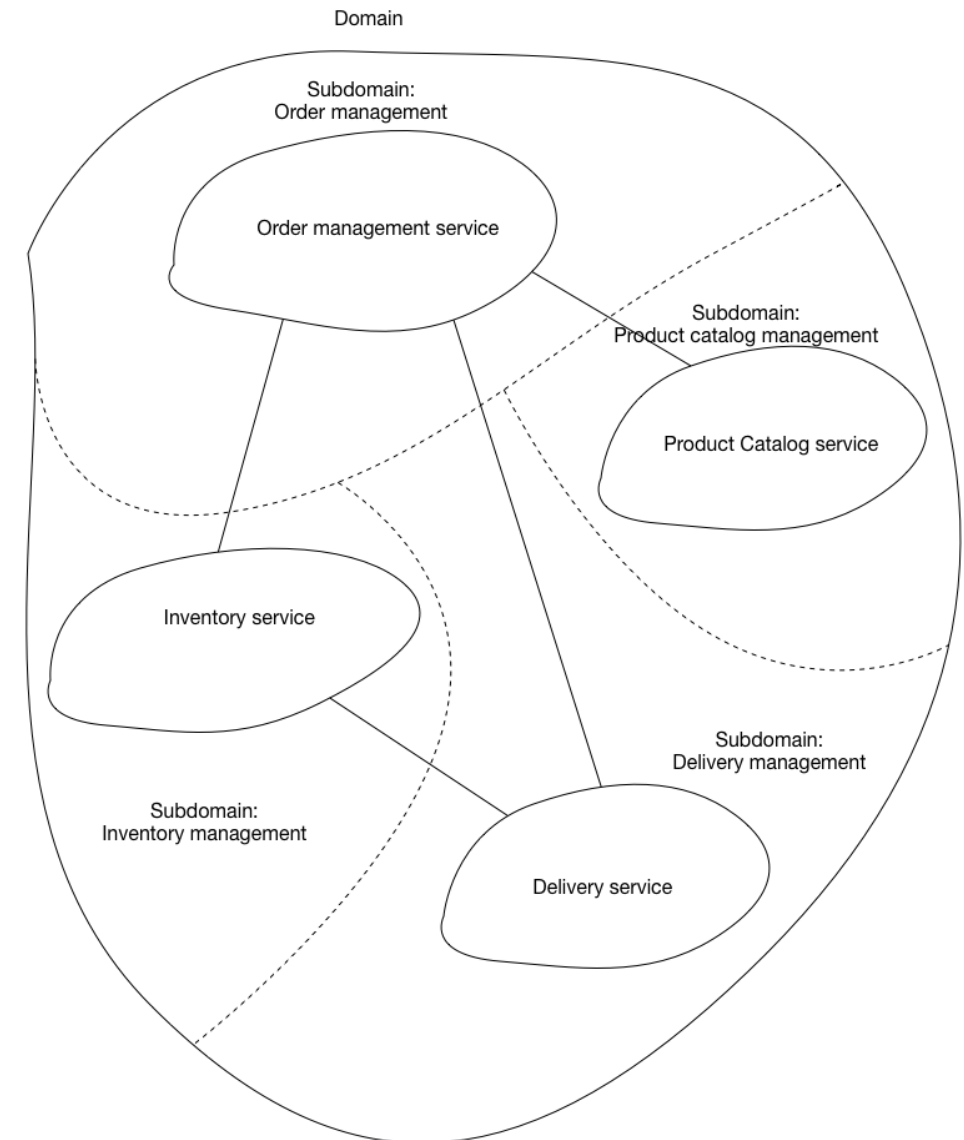 Domain
Subdomain:
Order management
Order management service
Subdomain:
Product catalog management
Product Catalog service
Inventory service
Subdomain:
Delivery management
Subdomain:
Inventory management
Delivery service